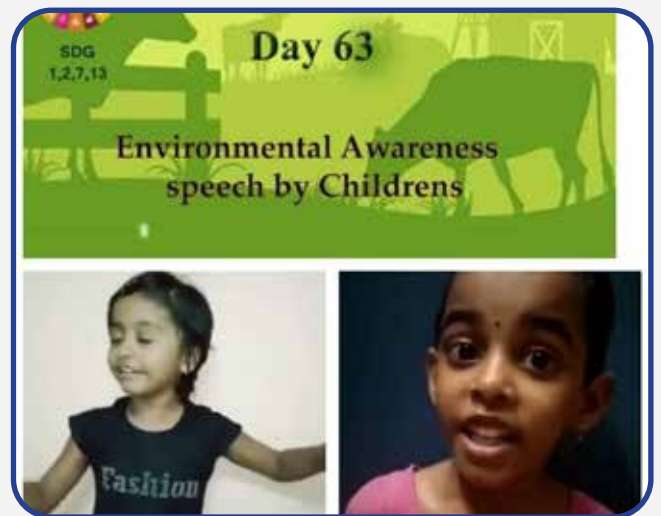 SDG
1,2,7,13
Day 63
Environmental Awareness
speech by Childrens
Fashion